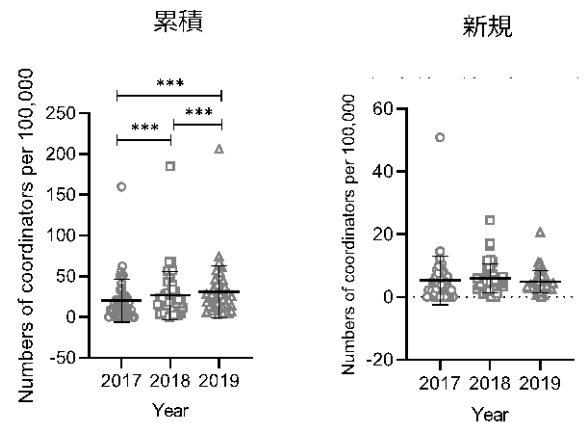 累積
Numbers of coordinators per 100,000
250
200
150
100
50
0
-50
***
***
***
2017 2018 2019
Year
新規
Numbers of coordinators per 100,000
60
40
20
0
-20
2017 2018 2019
Year